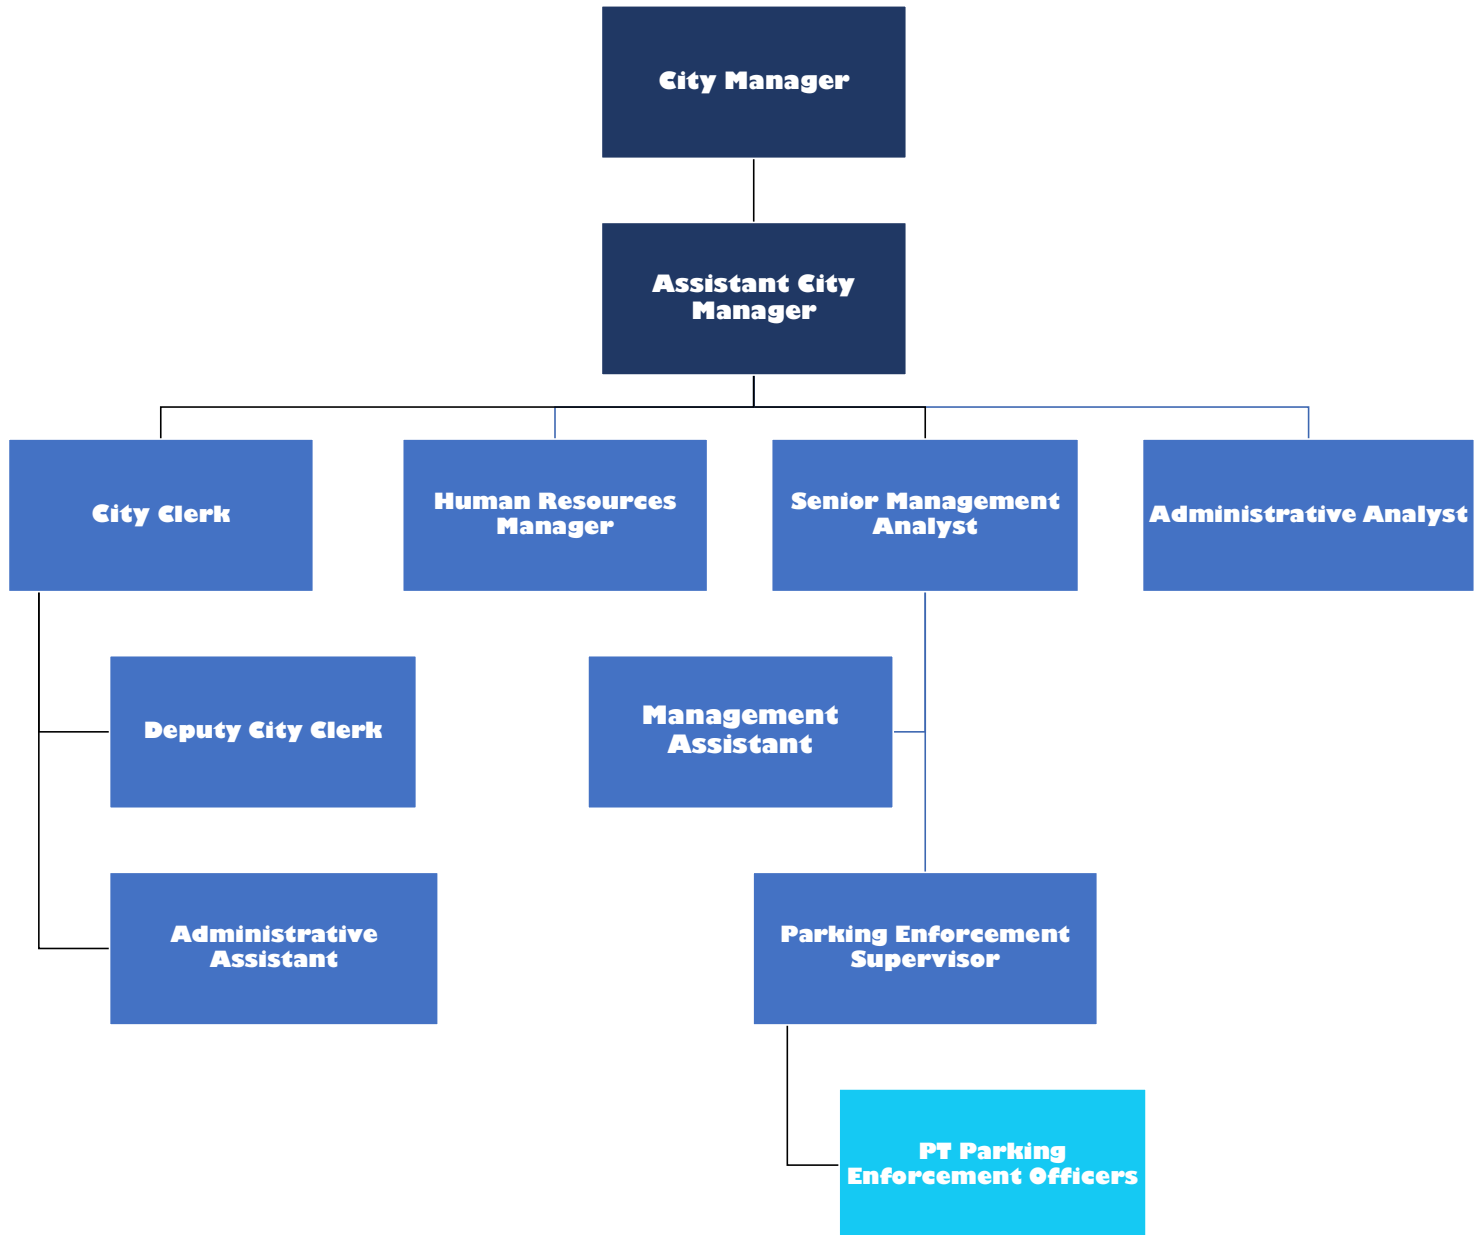 City Manager
Assistant City
Manager
City Clerk
Human Resources
Manager
Senior Management
Analyst
Administrative Analyst
Deputy City Clerk
Management
Assistant
Administrative
Assistant
Parking Enforcement
Supervisor
PT Parking
Enforcement Officers